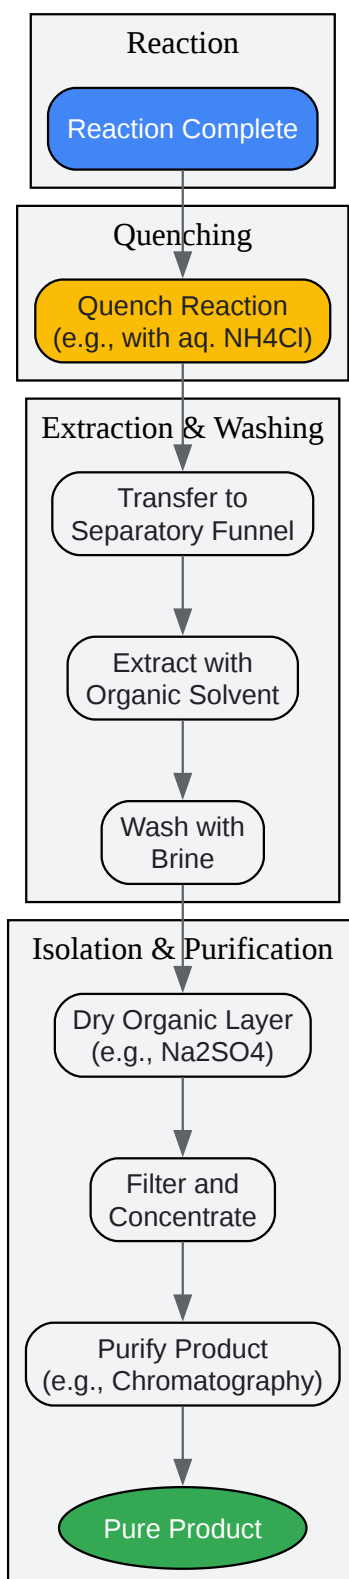 Reaction
Reaction Complete
Quenching
Quench Reaction
(e.g., with aq. NH4Cl)
Extraction & Washing
Transfer to
Separatory Funnel
Extract with
Organic Solvent
Wash with
Brine
Isolation & Purification
Dry Organic Layer
(e.g., Na2SO4)
Filter and
Concentrate
Purify Product
(e.g., Chromatography)
Pure Product